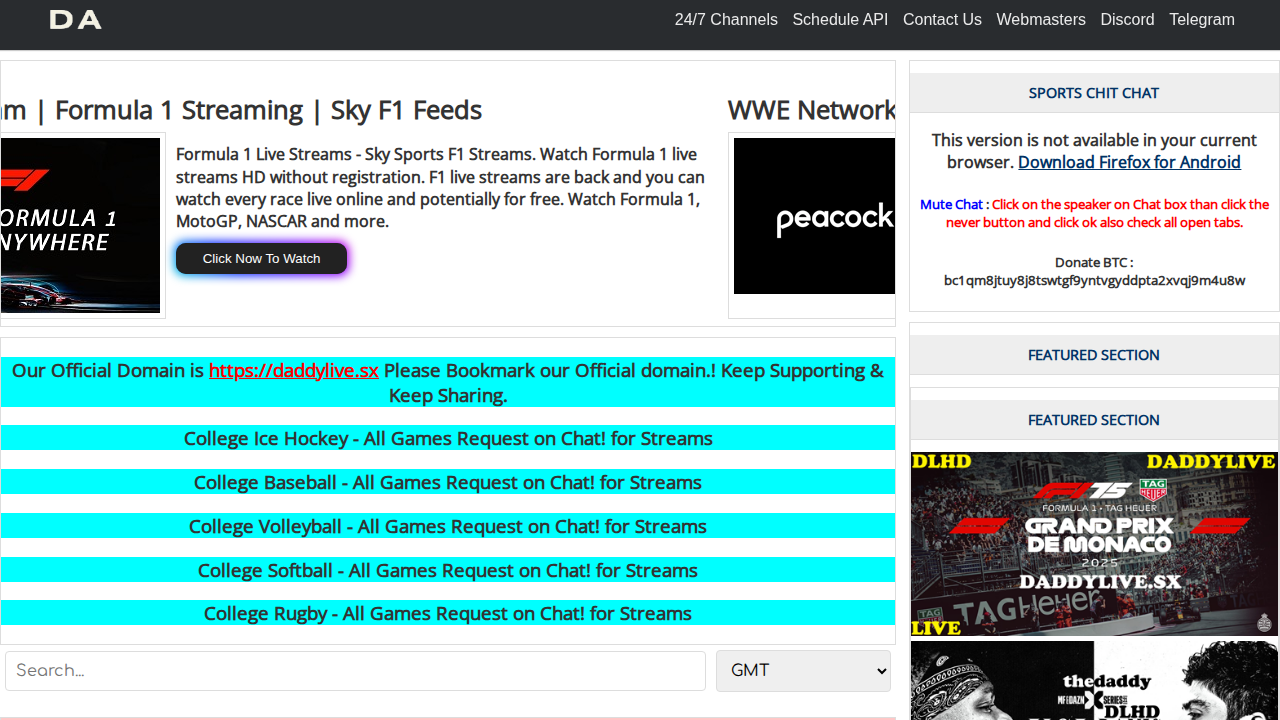 DA
24/7 Channels Schedule API Contact Us Webmasters Discord Telegram
| Formula 1 Streaming | Sky F1 Feeds
FORMULA 1
ANYWHERE
Formula 1 Live Streams - Sky Sports F1 Streams. Watch Formula 1 live
streams HD without registration. F1 live streams are back and you can
watch every race live online and potentially for free. Watch Formula 1,
MotoGP, NASCAR and more.
Click Now To Watch
WWE Network
peacock
Our Official Domain is https://daddylive.sx Please Bookmark our Official domain.! Keep Supporting &
Keep Sharing.
College Ice Hockey - All Games Request on Chat! for Streams
College Baseball - All Games Request on Chat! for Streams
College Volleyball - All Games Request on Chat! for Streams
College Softball - All Games Request on Chat! for Streams
College Rugby - All Games Request on Chat! for Streams
Search...
GMT
SPORTS CHIT CHAT
This version is not available in your current
browser. Download Firefox for Android
Mute Chat : Click on the speaker on Chat box than click the
never button and click ok also check all open tabs.
Donate BTC :
bc1qm8jtuy8j8tswtgf9yntvgyddpta2xvqj9m4u8w
FEATURED SECTION
FEATURED SECTION
DLHD DADDYLIVE
F1 75 TAG HEUER
FORMULA 1 • TAG HEUER
GRAND PRIX
DE MONACO
2025
DADDYLIVE.SX
TAGHeuer
LIVE
thedaddy
DLHD